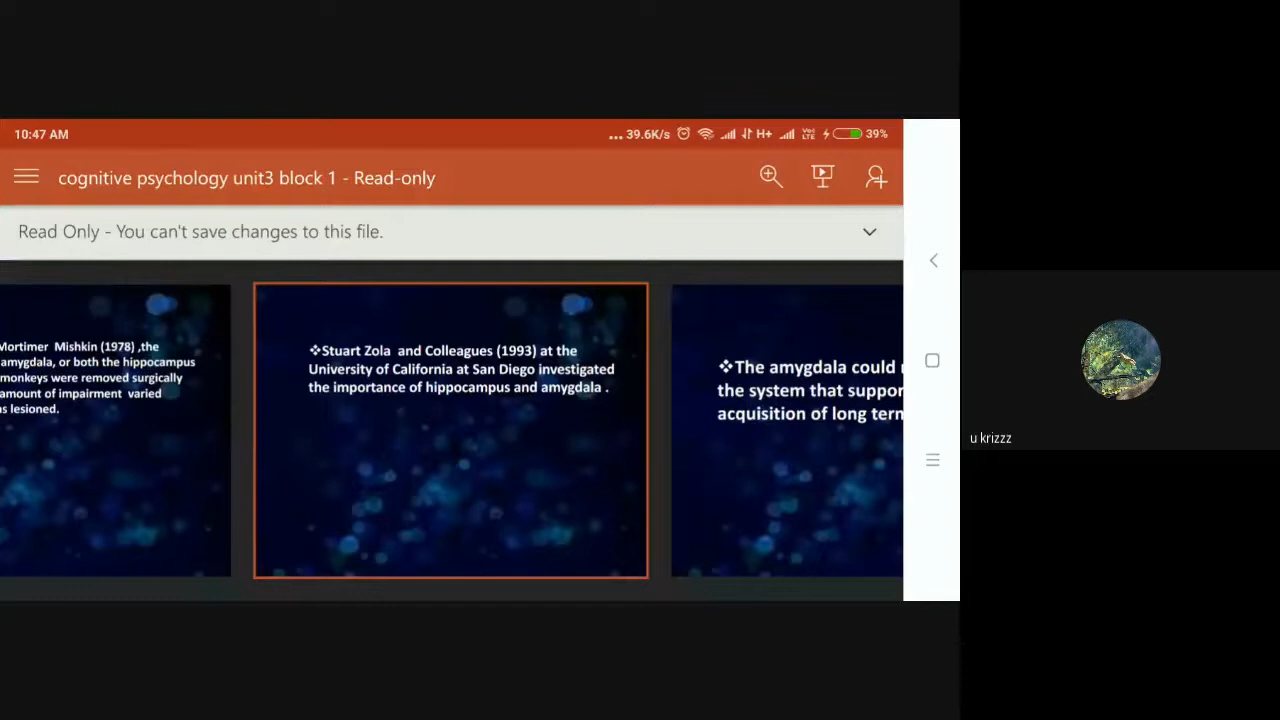 10:47 AM
... 39.6K/s H+ VoLTE 39%
cognitive psychology unit3 block 1 - Read-only
Read Only - You can't save changes to this file.
Mortimer Mishkin (1978) ,the
amygdala, or both the hippocampus
monkeys were removed surgically
amount of impairment varied
as lesioned.
❖Stuart Zola and Colleagues (1993) at the
University of California at San Diego investigated
the importance of hippocampus and amygdala .
❖The amygdala could
the system that suppor
acquisition of long tern
u krizzz